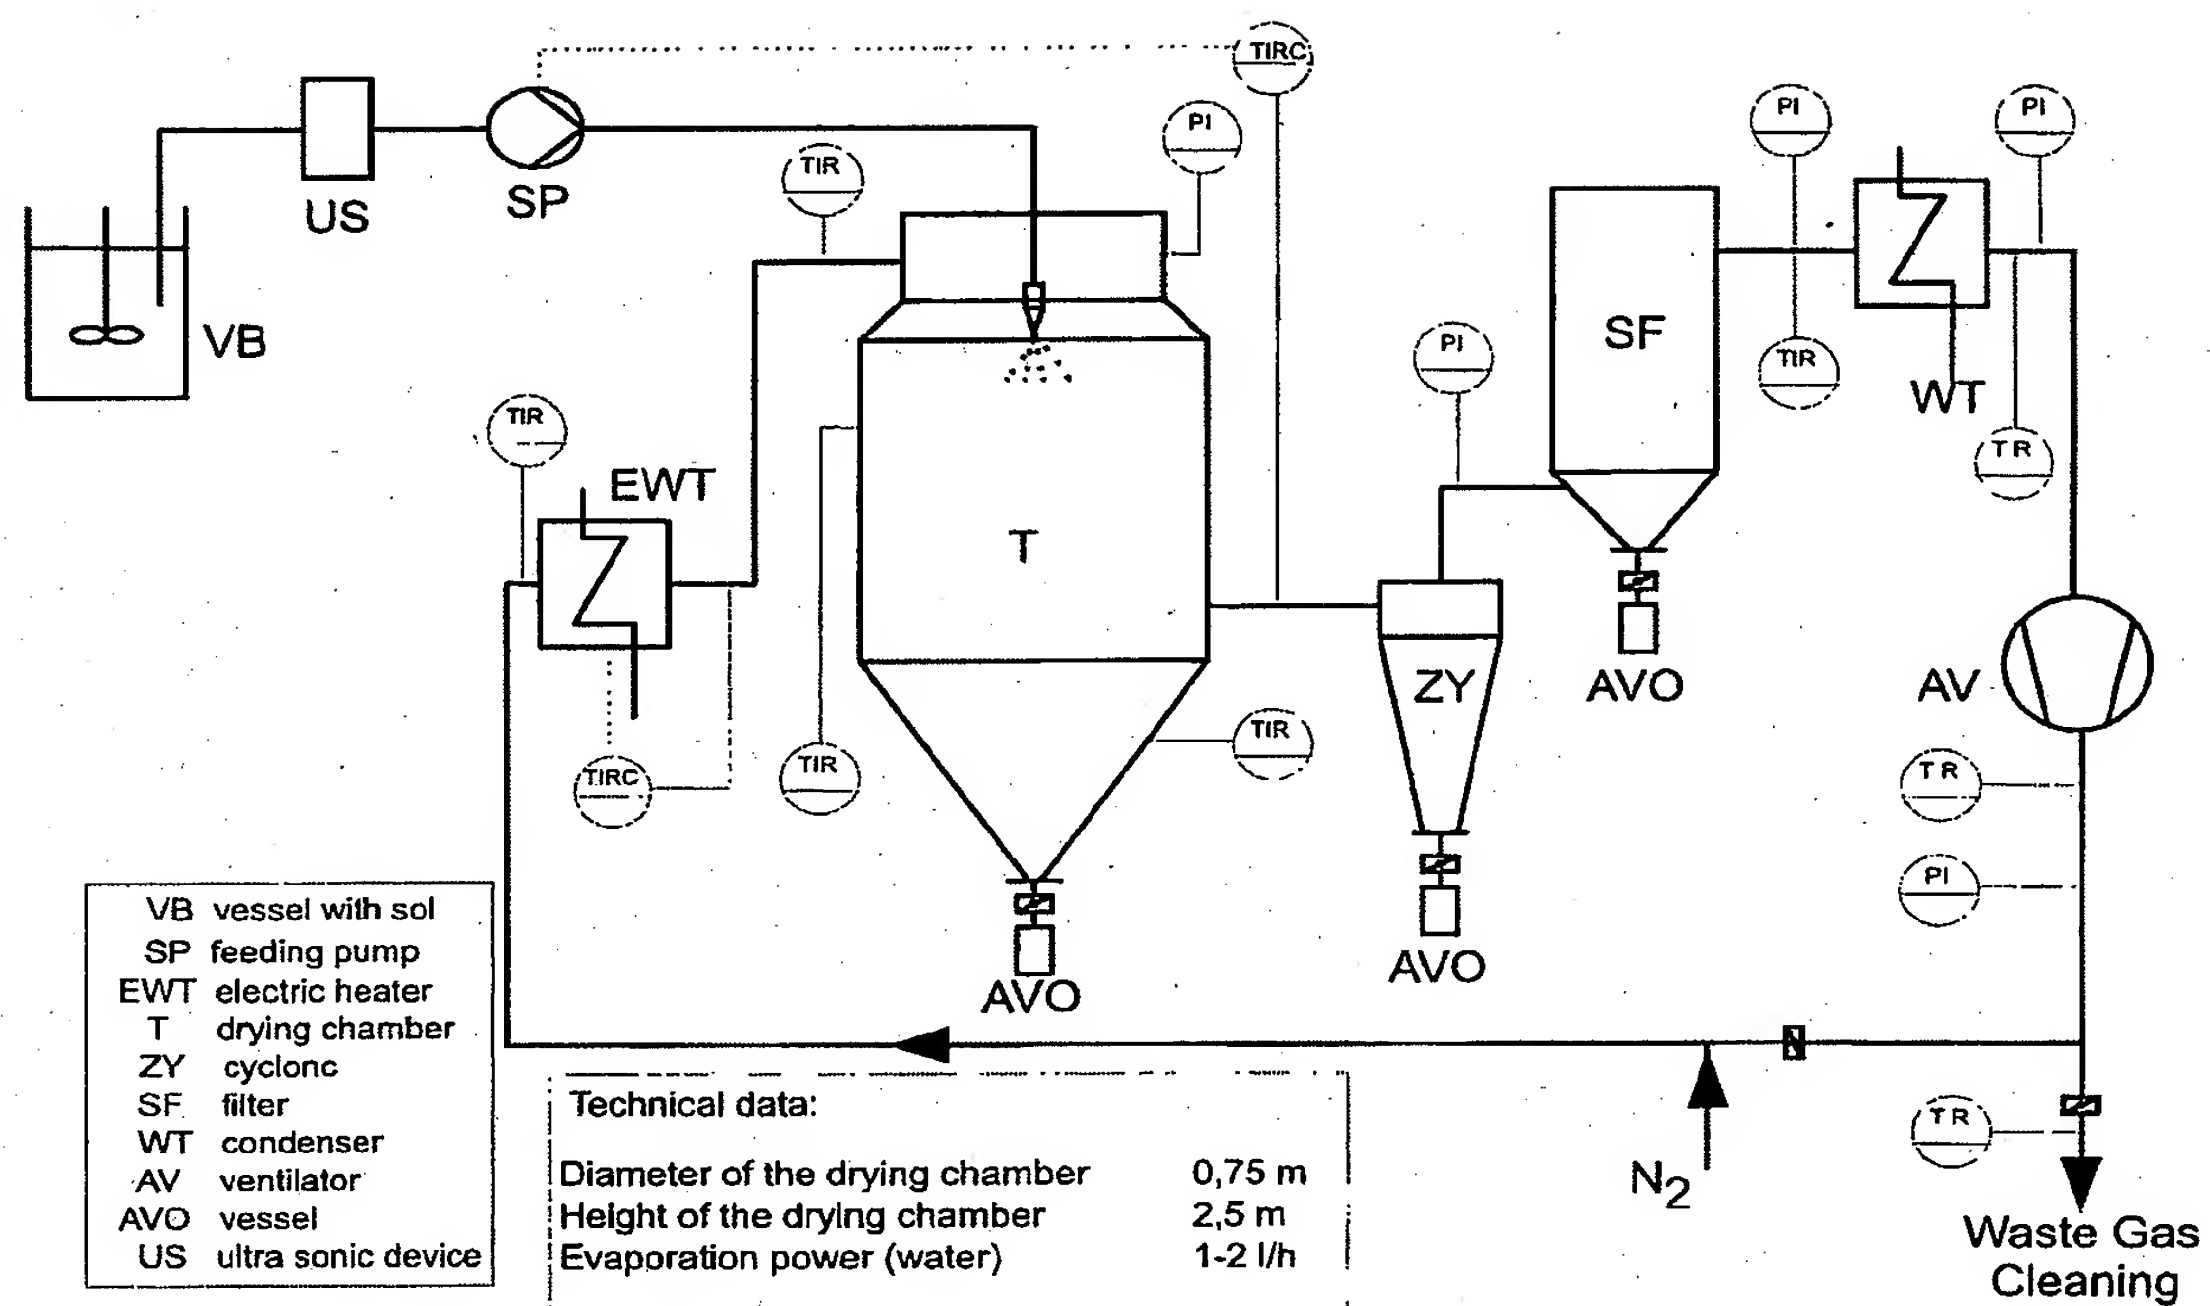 TIRC
PI
PI
PI
TIR
US
SP
VB
SF
PI
TIR
WT
TIR
T R
EWT
T
ZY
AVO
AV
TIR
TIRC
TIR
T R
PI
AVO
AVO
VB vessel with sol
SP feeding pump
EWT electric heater
T drying chamber
ZY cyclonc
SF filter
WT condenser
AV ventilator
AVO vessel
US ultra sonic device
Technical data:
Diameter of the drying chamber 0,75 m
Height of the drying chamber 2,5 m
Evaporation power (water) 1-2 l/h
N2
T R
Waste Gas
Cleaning